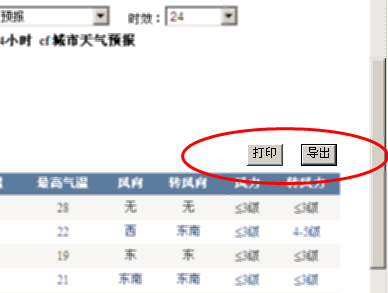 预报 时效： 24
4小时 cf城市天气预报
打印 导出
最高气温 风向 转风向 风力 转风力
28 无 无 ≤3级 ≤3级
22 西 东南 ≤3级 4-5级
19 东 东 ≤3级 ≤3级
21 东南 东南 ≤3级 ≤3级